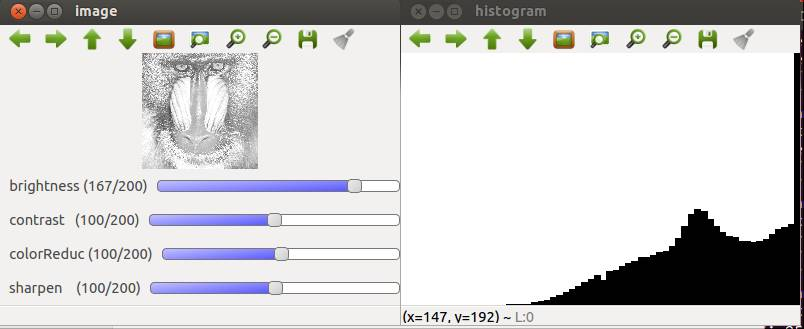 image
histogram
brightness (167/200)
contrast (100/200)
colorReduc (100/200)
sharpen (100/200)
(x=147, y=192) ~ L:0